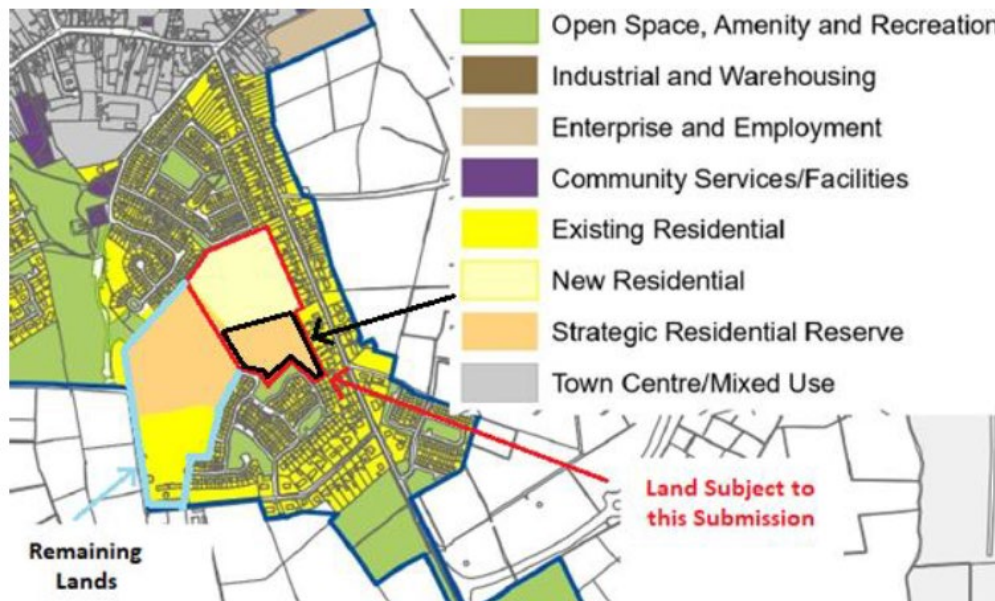 Open Space, Amenity and Recreation
Industrial and Warehousing
Enterprise and Employment
Community Services/Facilities
Existing Residential
New Residential
Strategic Residential Reserve
Town Centre/Mixed Use
Land Subject to
this Submission
Remaining
Lands